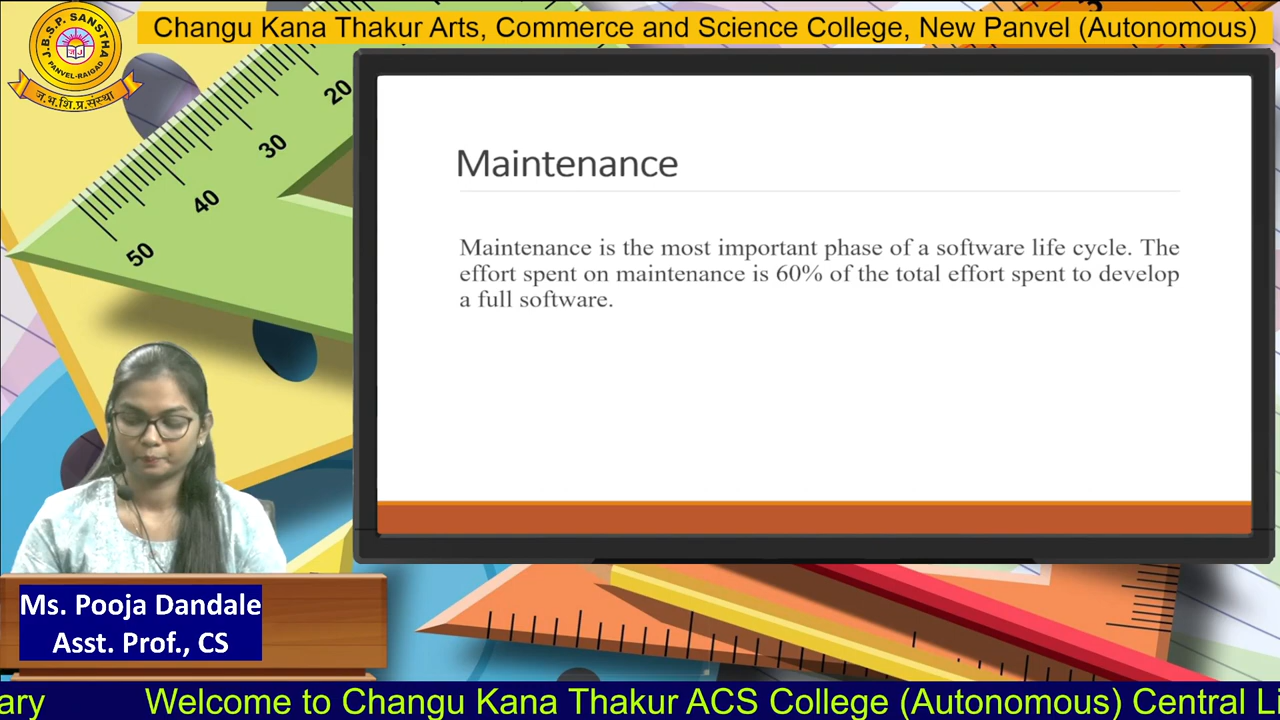 Changu Kana Thakur Arts, Commerce and Science College, New Panvel (Autonomous)
J.B.S.P. SANSTHA
PANVEL-RAIGAD
ज.भ.शि.प्र.संस्था
20
30
40
50
Maintenance
Maintenance is the most important phase of a software life cycle. The
effort spent on maintenance is 60% of the total effort spent to develop
a full software.
Ms. Pooja Dandale
Asst. Prof., CS
ary Welcome to Changu Kana Thakur ACS College (Autonomous) Central Li